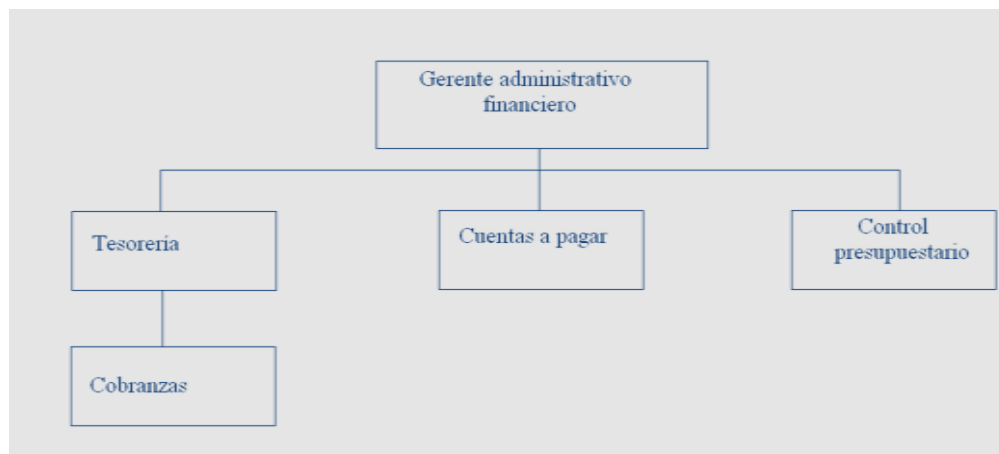 Gerente administrativo
financiero
Tesorería
Cuentas a pagar
Control
presupuestario
Cobranzas